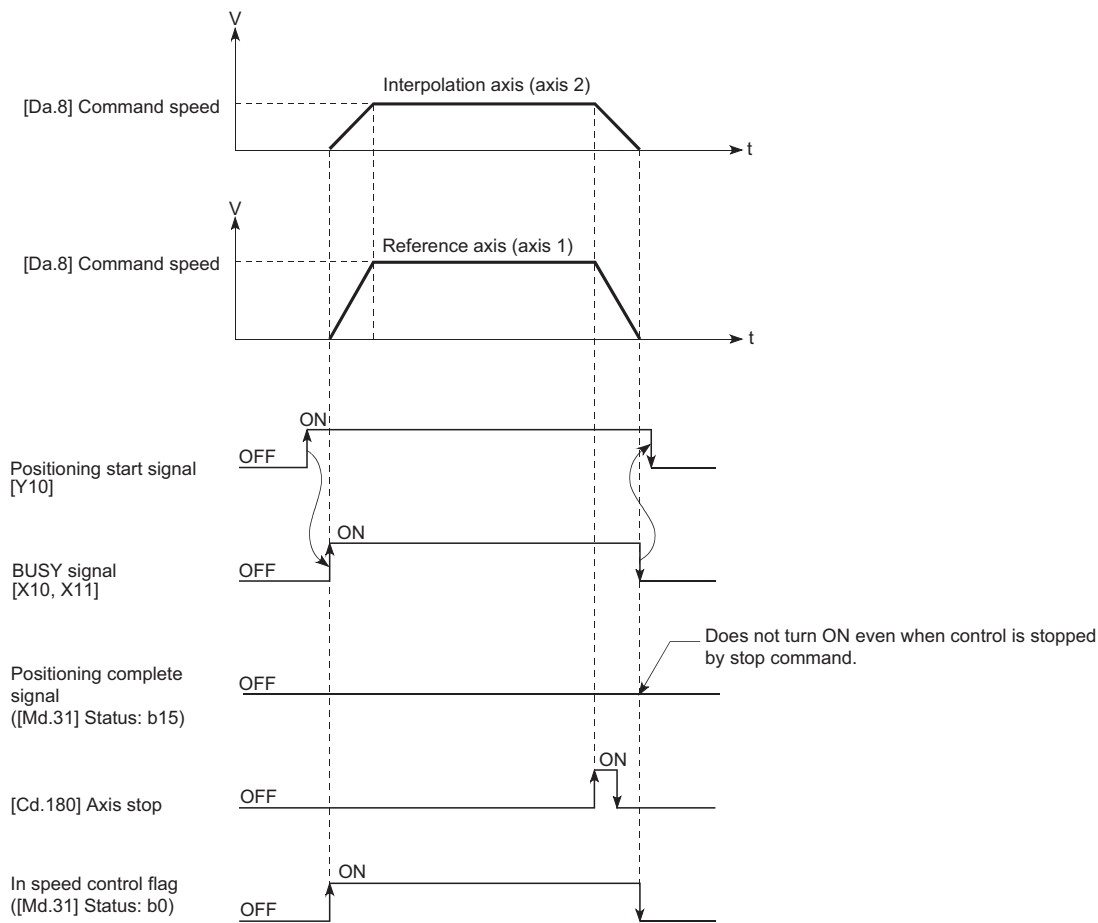 V
Interpolation axis (axis 2)
[Da.8] Command speed
t
V
Reference axis (axis 1)
[Da.8] Command speed
t
ON
OFF
Positioning start signal
[Y10]
ON
OFF
BUSY signal
[X10, X11]
Does not turn ON even when control is stopped
by stop command.
Positioning complete
signal
([Md.31] Status: b15)
OFF
ON
[Cd.180] Axis stop
OFF
ON
In speed control flag
([Md.31] Status: b0)
OFF